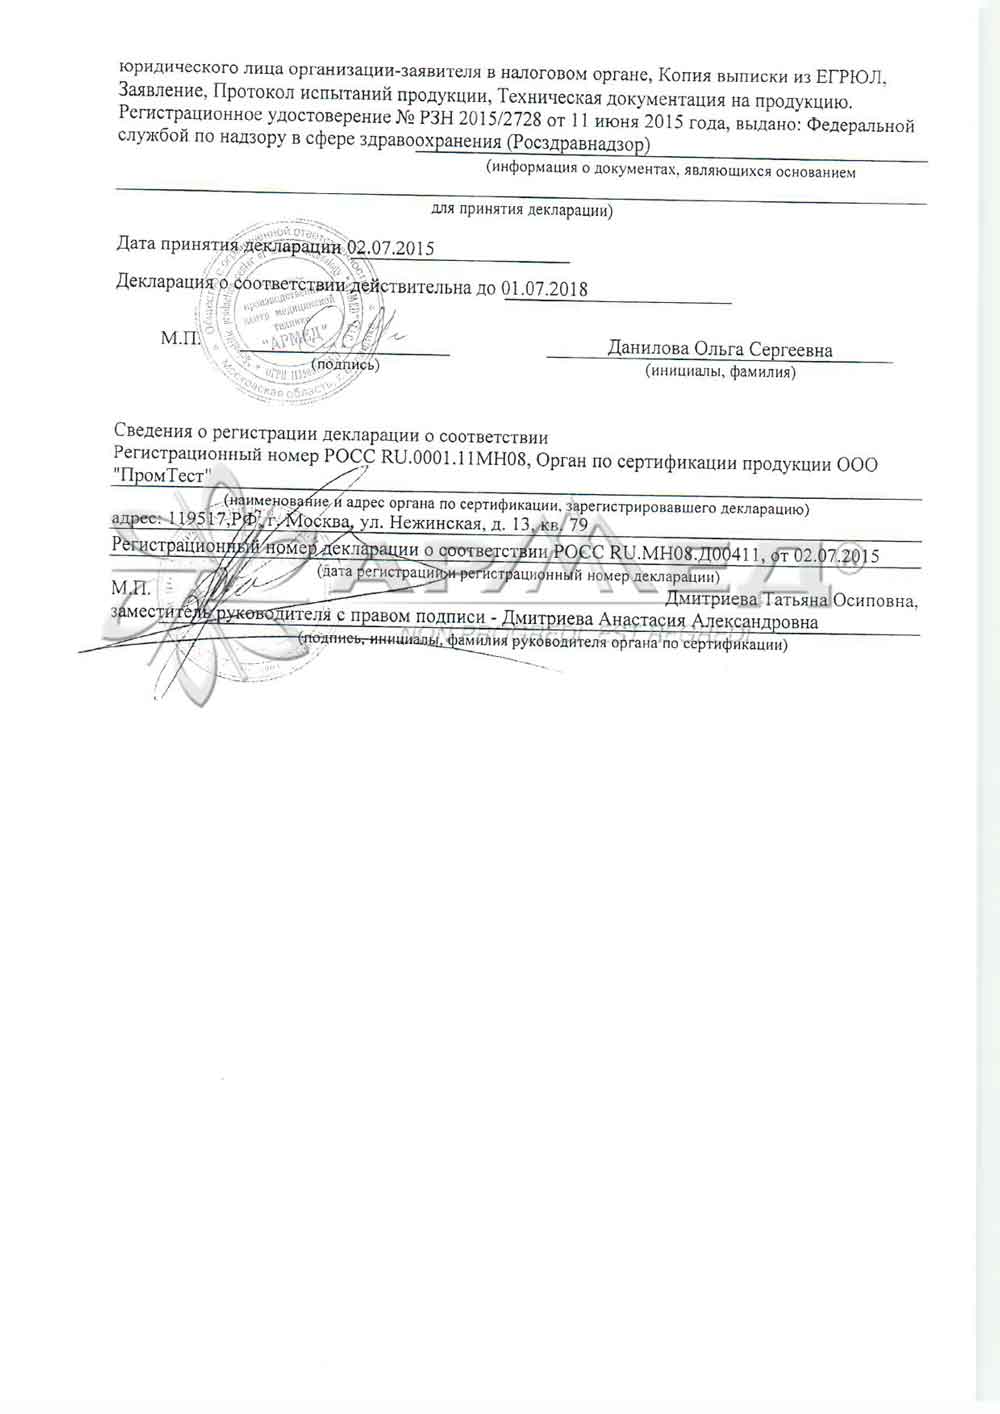 юридического лица организации-заявителя в налоговом органе, Копия выписки из ЕГРЮЛ,
Заявление, Протокол испытаний продукции, Техническая документация на продукцию.
Регистрационное удостоверение № РЗН 2015/2728 от 11 июня 2015 года, выдано: Федеральной
службой по надзору в сфере здравоохранения (Росздравнадзор)
(информация о документах, являющихся основанием
для принятия декларации)
Дата принятия декларации 02.07.2015
Декларация о соответствии действительна до 01.07.2018
центр медицинской
техники
"АРМЕД"
М.П.
(подпись)
Данилова Ольга Сергеевна
(инициалы, фамилия)
Сведения о регистрации декларации о соответствии
Регистрационный номер РОСС RU.0001.11МН08, Орган по сертификации продукции ООО
"ПромТест"
(наименование и адрес органа по сертификации, зарегистрировавшего декларацию)
адрес: 119517,РФ, г. Москва, ул. Нежинская, д. 13, кв. 79
Регистрационный номер декларации о соответствии РОСС RU.МН08.Д00411, от 02.07.2015
(дата регистрации и регистрационный номер декларации)
АРМЕД®
М.П.
Дмитриева Татьяна Осиповна,
заместитель руководителя с правом подписи - Дмитриева Анастасия Александровна
(подпись, инициалы, фамилия руководителя органа по сертификации)